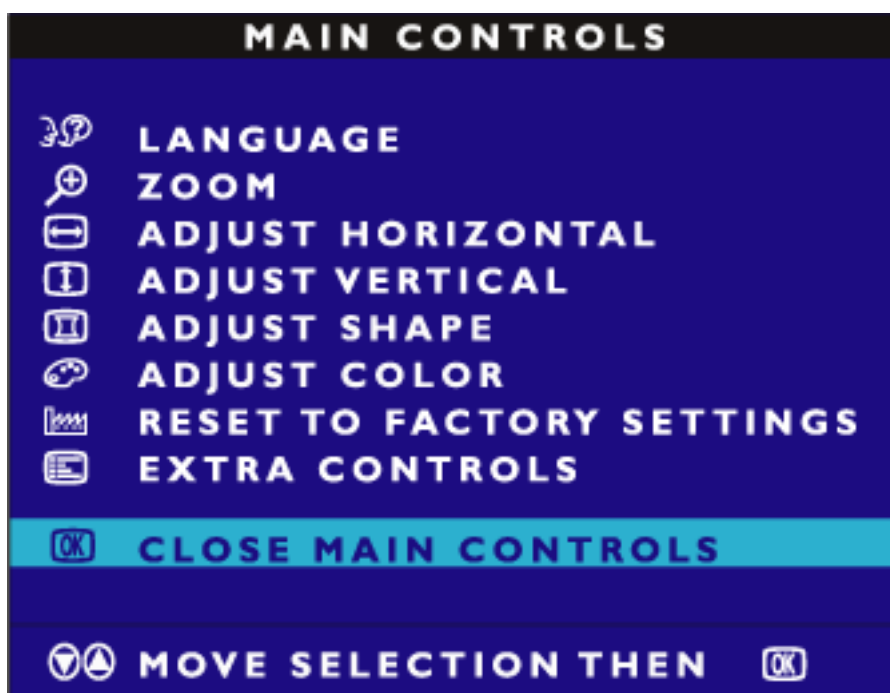 MAIN CONTROLS
LANGUAGE
ZOOM
ADJUST HORIZONTAL
ADJUST VERTICAL
ADJUST SHAPE
ADJUST COLOR
RESET TO FACTORY SETTINGS
EXTRA CONTROLS
OK CLOSE MAIN CONTROLS
MOVE SELECTION THEN OK